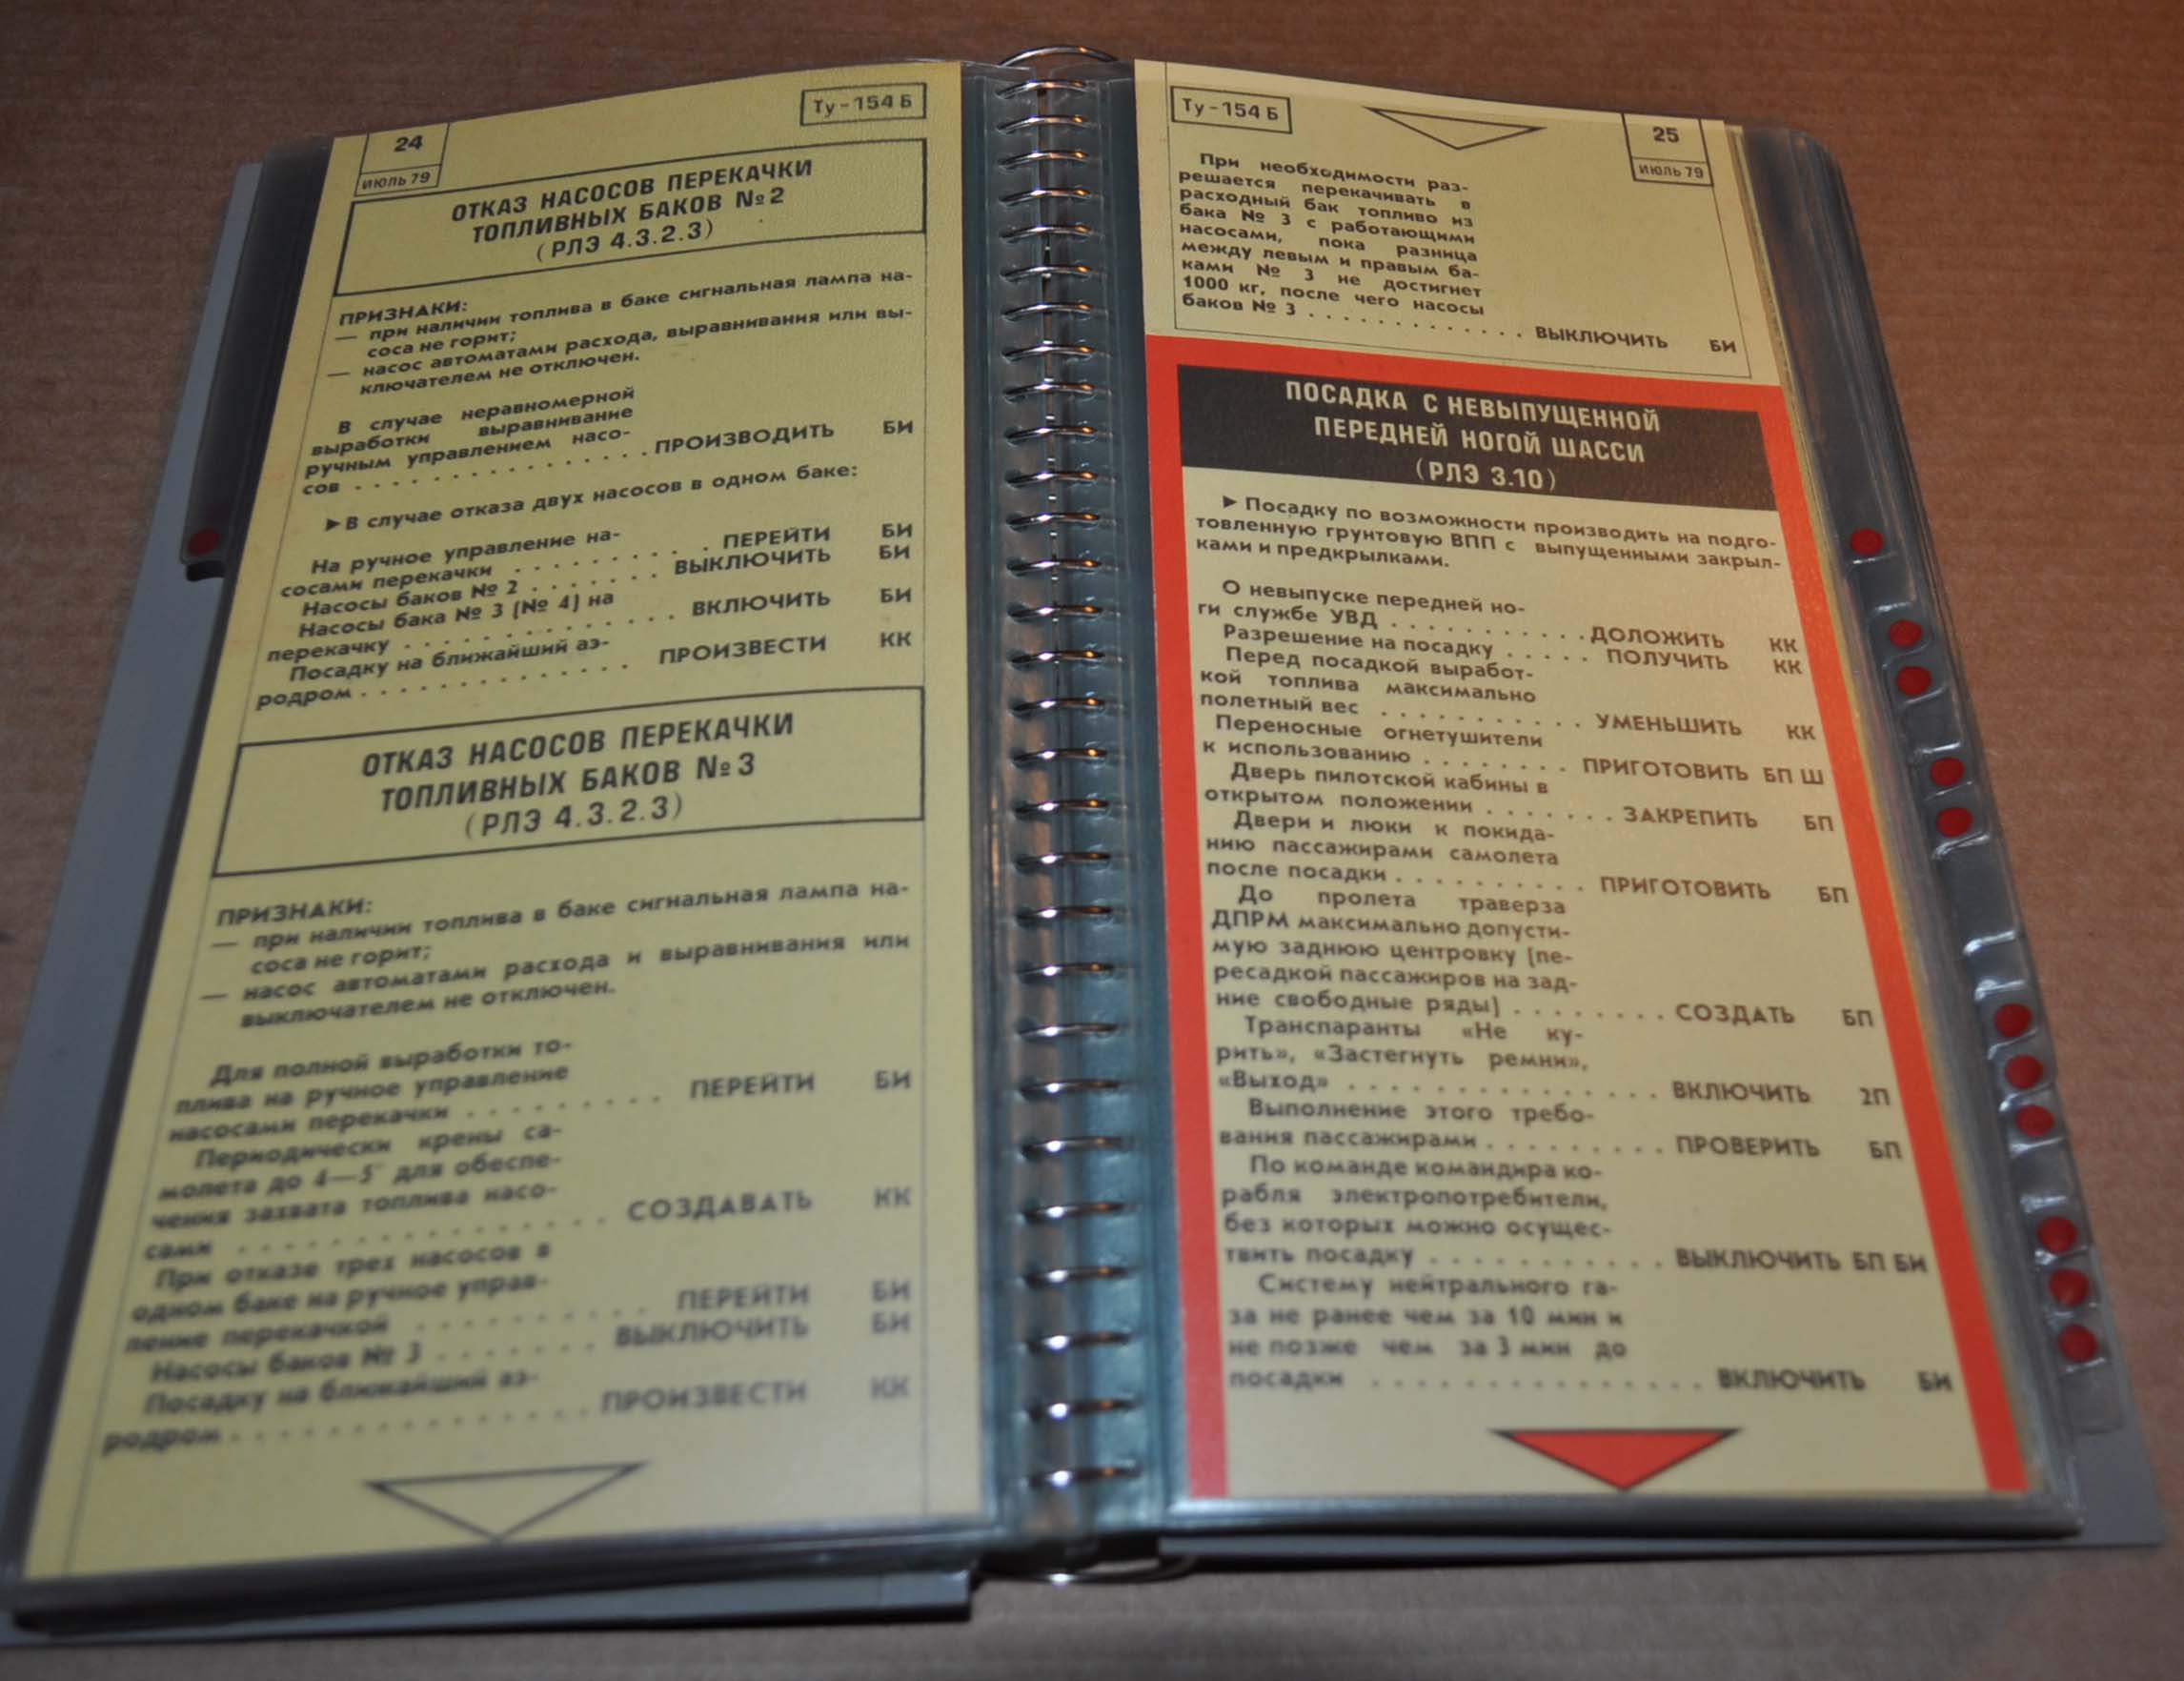 24
ИЮЛЬ 79
Ту-154 Б
ОТКАЗ НАСОСОВ ПЕРЕКАЧКИ
ТОПЛИВНЫХ БАКОВ №2
(РЛЭ 4.3.2.3)
ПРИЗНАКИ:
— при наличии топлива в баке сигнальная лампа на-
соса не горит;
— насос автоматами расхода, выравнивания или вы-
ключателем не отключен.
В случае неравномерной
выработки выравнивание
ручным управлением насо-
сов . . . . . . . . . . . . . . ПРОИЗВОДИТЬ БИ
▶ В случае отказа двух насосов в одном баке:
На ручное управление на-
сосами перекачки . . . . . . . . . ПЕРЕЙТИ БИ
Насосы баков № 2 . . . . . . . ВЫКЛЮЧИТЬ БИ
Насосы бака № 3 (№ 4) на
перекачку . . . . . . . . . . . . . ВКЛЮЧИТЬ БИ
Посадку на ближайший аэ-
родром . . . . . . . . . . . . . . ПРОИЗВЕСТИ КК
ОТКАЗ НАСОСОВ ПЕРЕКАЧКИ
ТОПЛИВНЫХ БАКОВ №3
(РЛЭ 4.3.2.3)
ПРИЗНАКИ:
— при наличии топлива в баке сигнальная лампа на-
соса не горит;
— насос автоматами расхода и выравнивания или
выключателем не отключен.
Для полной выработки то-
плива на ручное управление
насосами перекачки . . . . . . . . . ПЕРЕЙТИ БИ
Периодически крены са-
молета до 4—5° для обеспе-
чения захвата топлива насо-
сами . . . . . . . . . . . . . . . СОЗДАВАТЬ КК
При отказе трех насосов в
одном баке на ручное управ-
ление перекачкой . . . . . . . . . . ПЕРЕЙТИ БИ
Насосы баков № 3 . . . . . . . ВЫКЛЮЧИТЬ БИ
Посадку на ближайший аэ-
родром . . . . . . . . . . . . . . ПРОИЗВЕСТИ КК
Ту-154 Б
25
ИЮЛЬ 79
При необходимости раз-
решается перекачивать в
расходный бак топливо из
бака № 3 с работающими
насосами, пока разница
между левым и правым ба-
ками № 3 не достигнет
1000 кг, после чего насосы
баков № 3 . . . . . . . . . . . . . ВЫКЛЮЧИТЬ БИ
ПОСАДКА С НЕВЫПУЩЕННОЙ
ПЕРЕДНЕЙ НОГОЙ ШАССИ
(РЛЭ 3.10)
▶ Посадку по возможности производить на подго-
товленную грунтовую ВПП с выпущенными закрыл-
ками и предкрылками.
О невыпуске передней но-
ги службе УВД . . . . . . . . . . . ДОЛОЖИТЬ КК
Разрешение на посадку . . . . . ПОЛУЧИТЬ КК
Перед посадкой выработ-
кой топлива максимально
полетный вес . . . . . . . . . . . УМЕНЬШИТЬ КК
Переносные огнетушители
к использованию . . . . . . . . ПРИГОТОВИТЬ БП Ш
Дверь пилотской кабины в
открытом положении . . . . . . . ЗАКРЕПИТЬ БП
Двери и люки к покида-
нию пассажирами самолета
после посадки . . . . . . . . . . ПРИГОТОВИТЬ БП
До пролета траверза
ДПРМ максимально допусти-
мую заднюю центровку (пе-
ресадкой пассажиров на зад-
ние свободные ряды) . . . . . . . . СОЗДАТЬ БП
Транспаранты «Не ку-
рить», «Застегнуть ремни»,
«Выход» . . . . . . . . . . . . . . ВКЛЮЧИТЬ 2П
Выполнение этого требо-
вания пассажирами . . . . . . . . . ПРОВЕРИТЬ БП
По команде командира ко-
рабля электропотребители,
без которых можно осущес-
твить посадку . . . . . . . . . . . ВЫКЛЮЧИТЬ БП БИ
Систему нейтрального га-
за не ранее чем за 10 мин и
не позже чем за 3 мин до
посадки . . . . . . . . . . . . . . . ВКЛЮЧИТЬ БИ